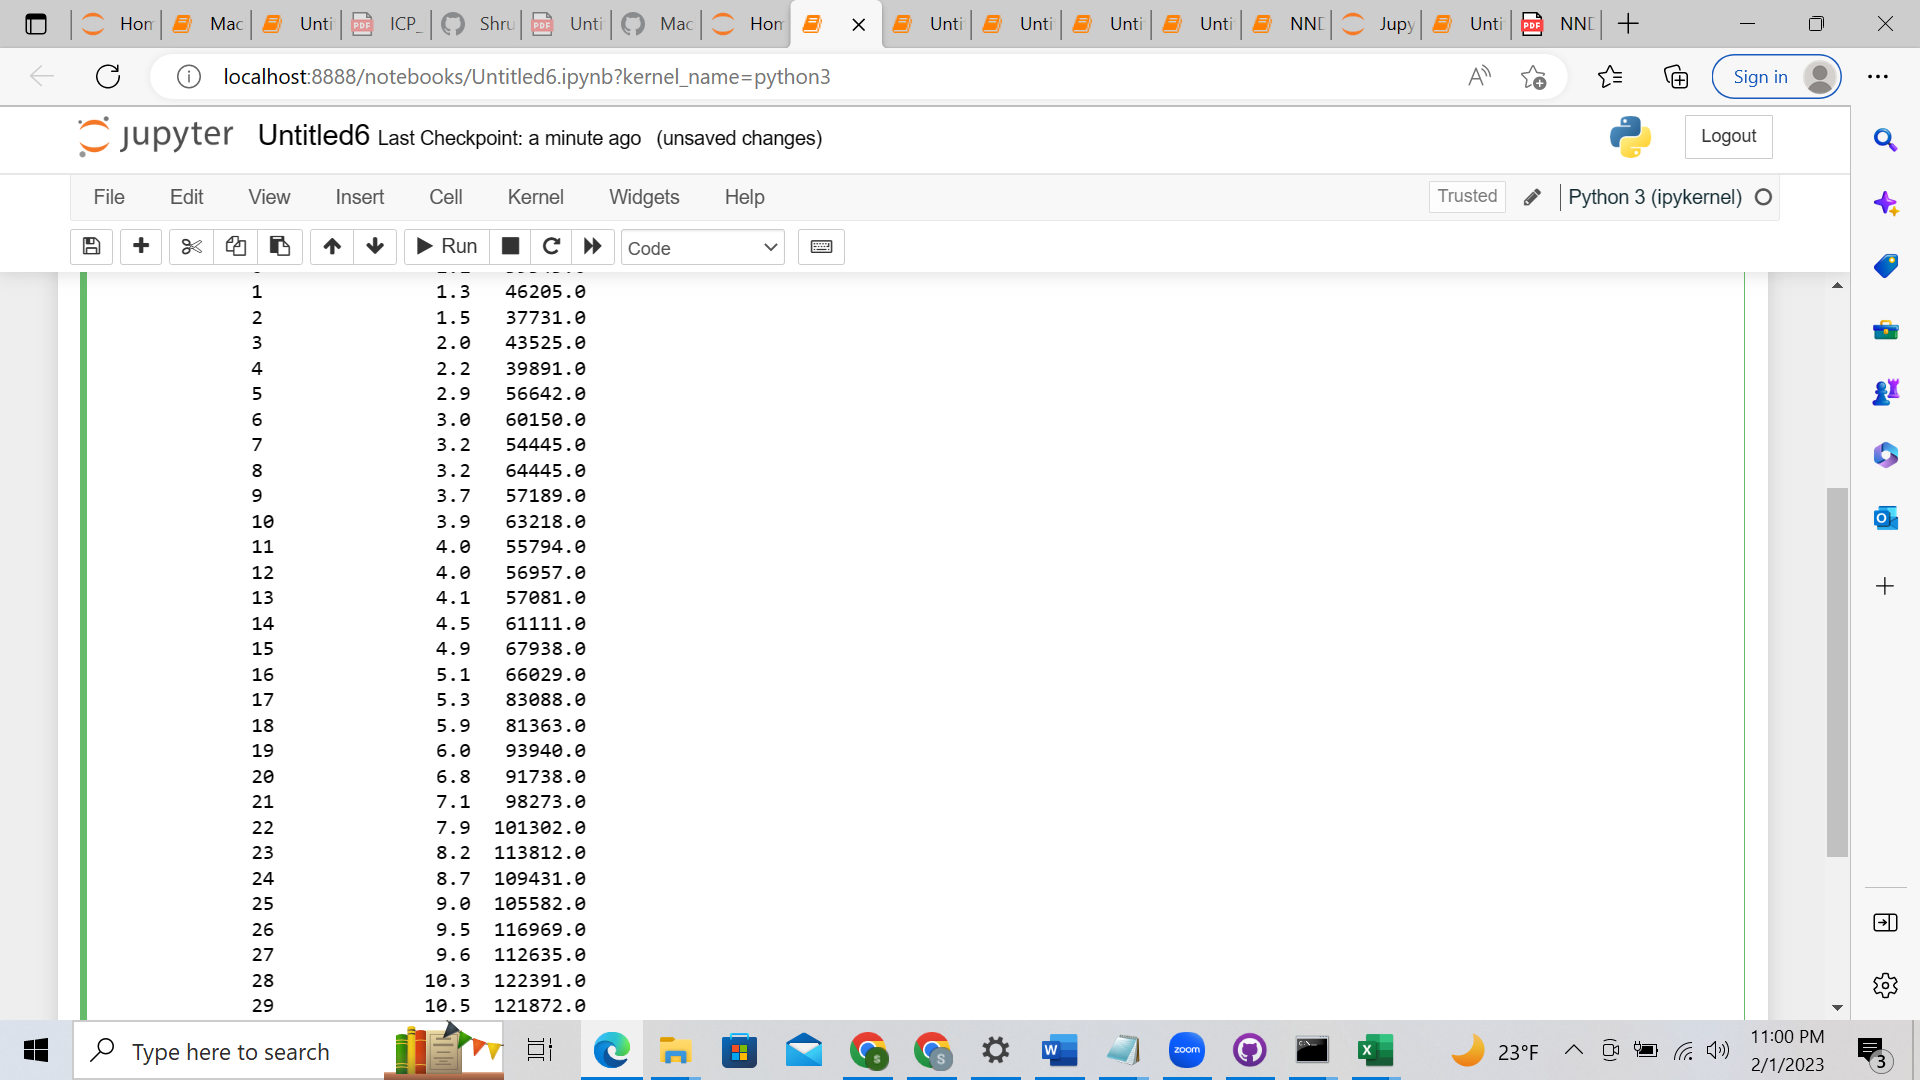 Hom
Mac
Unti
ICP_
Shru
Unti
Mac
Hom
Unti
Unti
Unti
Unti
NND
Jupy
Unti
NND
localhost:8888/notebooks/Untitled6.ipynb?kernel_name=python3
Sign in
jupyter Untitled6 Last Checkpoint: a minute ago (unsaved changes)
Logout
File Edit View Insert Cell Kernel Widgets Help
Trusted Python 3 (ipykernel)
Run Code
1 1.3 46205.0
2 1.5 37731.0
3 2.0 43525.0
4 2.2 39891.0
5 2.9 56642.0
6 3.0 60150.0
7 3.2 54445.0
8 3.2 64445.0
9 3.7 57189.0
10 3.9 63218.0
11 4.0 55794.0
12 4.0 56957.0
13 4.1 57081.0
14 4.5 61111.0
15 4.9 67938.0
16 5.1 66029.0
17 5.3 83088.0
18 5.9 81363.0
19 6.0 93940.0
20 6.8 91738.0
21 7.1 98273.0
22 7.9 101302.0
23 8.2 113812.0
24 8.7 109431.0
25 9.0 105582.0
26 9.5 116969.0
27 9.6 112635.0
28 10.3 122391.0
29 10.5 121872.0
Type here to search
zoom
23°F
11:00 PM
2/1/2023
3